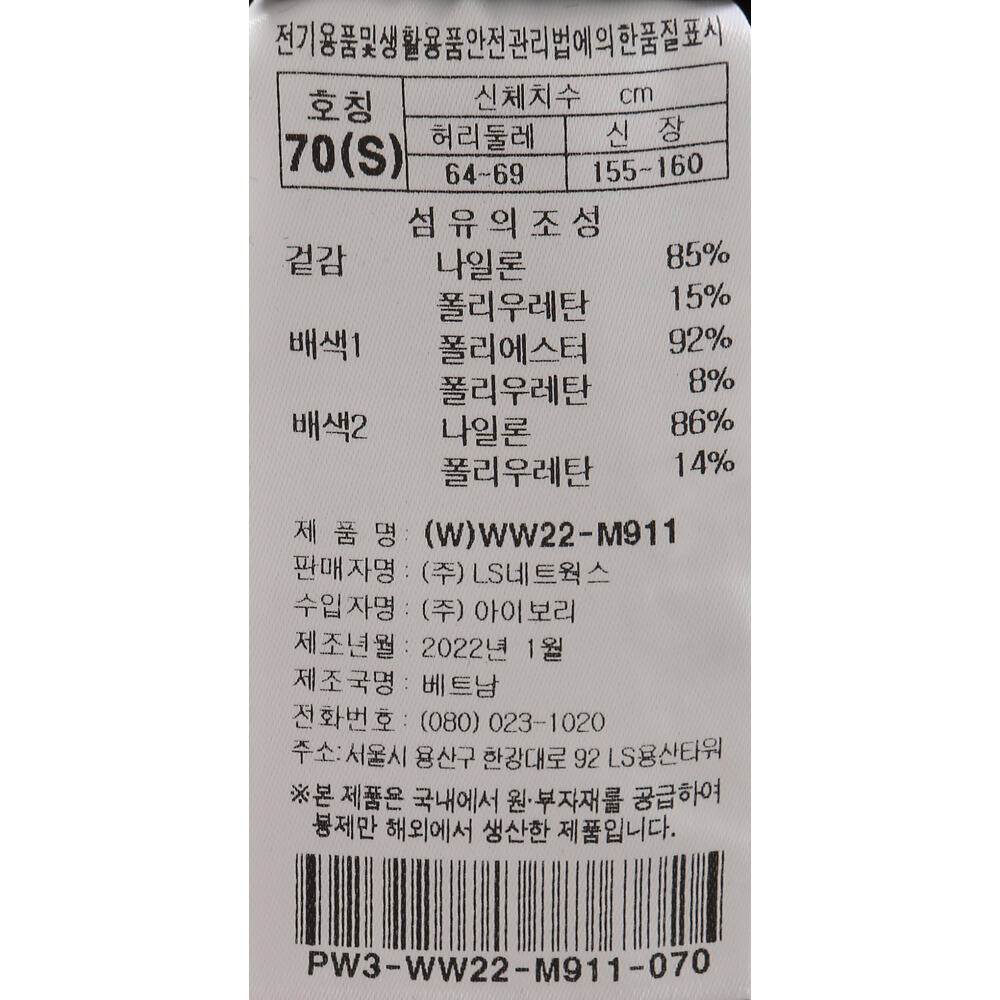 전기용품및생활용품안전관리법에의한품질표시
호칭 신체치수 cm
70(S) 허리둘레 신 장
64~69 155~160
섬 유 의 조 성
겉감 나일론 85%
폴리우레탄 15%
배색1 폴리에스터 92%
폴리우레탄 8%
배색2 나일론 86%
폴리우레탄 14%
제 품 명 : (W)WW22-M911
판매자명 : (주) LS네트웍스
수입자명 : (주) 아이보리
제조년월 : 2022년 1월
제조국명 : 베트남
전화번호 : (080) 023-1020
주소:서울시 용산구 한강대로 92 LS용산타워
※본 제품은 국내에서 원·부자재를 공급하여
봉제만 해외에서 생산한 제품입니다.
PW3-WW22-M911-070